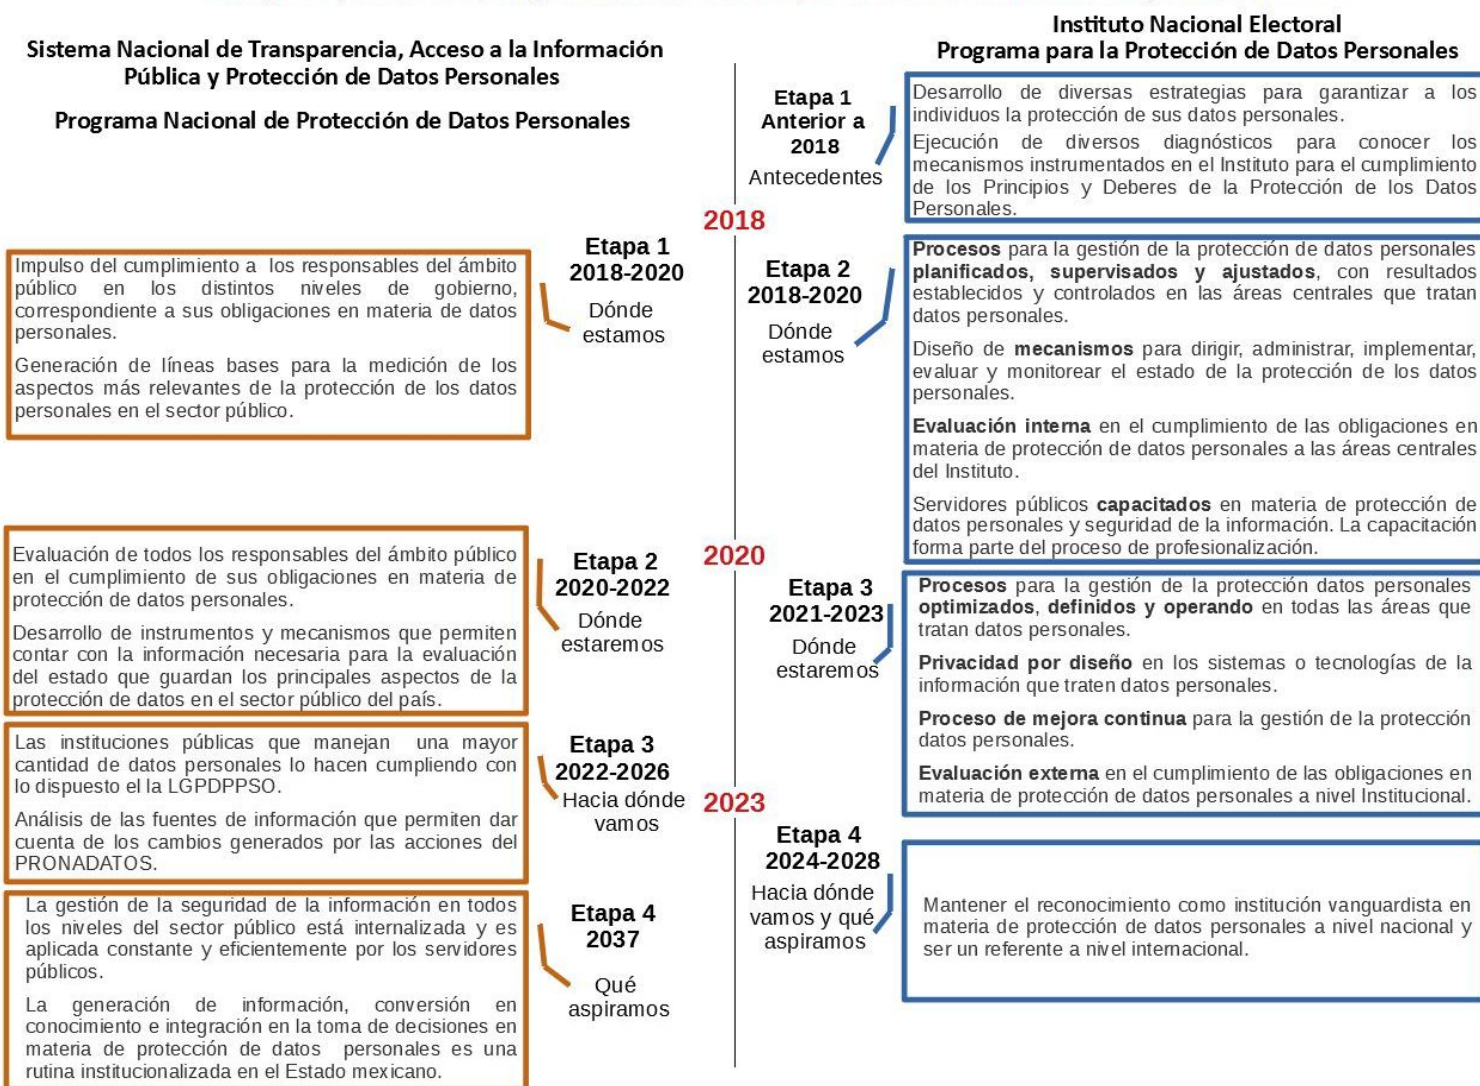 Sistema Nacional de Transparencia, Acceso a la Información
Pública y Protección de Datos Personales
Programa Nacional de Protección de Datos Personales
Impulso del cumplimiento a los responsables del ámbito
público en los distintos niveles de gobierno,
correspondiente a sus obligaciones en materia de datos
personales.
Generación de líneas bases para la medición de los
aspectos más relevantes de la protección de los datos
personales en el sector público.
Etapa 1
2018-2020
Dónde
estamos
Evaluación de todos los responsables del ámbito público
en el cumplimiento de sus obligaciones en materia de
protección de datos personales.
Desarrollo de instrumentos y mecanismos que permiten
contar con la información necesaria para la evaluación
del estado que guardan los principales aspectos de la
protección de datos en el sector público del país.
Etapa 2
2020-2022
Dónde
estaremos
Las instituciones públicas que manejan una mayor
cantidad de datos personales lo hacen cumpliendo con
lo dispuesto el la LGPDPPSO.
Análisis de las fuentes de información que permiten dar
cuenta de los cambios generados por las acciones del
PRONADATOS.
Etapa 3
2022-2026
Hacia dónde
vamos
La gestión de la seguridad de la información en todos
los niveles del sector público está internalizada y es
aplicada constante y eficientemente por los servidores
públicos.
La generación de información, conversión en
conocimiento e integración en la toma de decisiones en
materia de protección de datos personales es una
rutina institucionalizada en el Estado mexicano.
Etapa 4
2037
Qué
aspiramos
2018
2020
2023
Instituto Nacional Electoral
Programa para la Protección de Datos Personales
Etapa 1
Anterior a
2018
Antecedentes
Desarrollo de diversas estrategias para garantizar a los
individuos la protección de sus datos personales.
Ejecución de diversos diagnósticos para conocer los
mecanismos instrumentados en el Instituto para el cumplimiento
de los Principios y Deberes de la Protección de los Datos
Personales.
Etapa 2
2018-2020
Dónde
estamos
Procesos para la gestión de la protección de datos personales
planificados, supervisados y ajustados, con resultados
establecidos y controlados en las áreas centrales que tratan
datos personales.
Diseño de mecanismos para dirigir, administrar, implementar,
evaluar y monitorear el estado de la protección de los datos
personales.
Evaluación interna en el cumplimiento de las obligaciones en
materia de protección de datos personales a las áreas centrales
del Instituto.
Servidores públicos capacitados en materia de protección de
datos personales y seguridad de la información. La capacitación
forma parte del proceso de profesionalización.
Etapa 3
2021-2023
Dónde
estaremos
Procesos para la gestión de la protección datos personales
optimizados, definidos y operando en todas las áreas que
tratan datos personales.
Privacidad por diseño en los sistemas o tecnologías de la
información que traten datos personales.
Proceso de mejora continua para la gestión de la protección
datos personales.
Evaluación externa en el cumplimiento de las obligaciones en
materia de protección de datos personales a nivel Institucional.
Etapa 4
2024-2028
Hacia dónde
vamos y qué
aspiramos
Mantener el reconocimiento como institución vanguardista en
materia de protección de datos personales a nivel nacional y
ser un referente a nivel internacional.